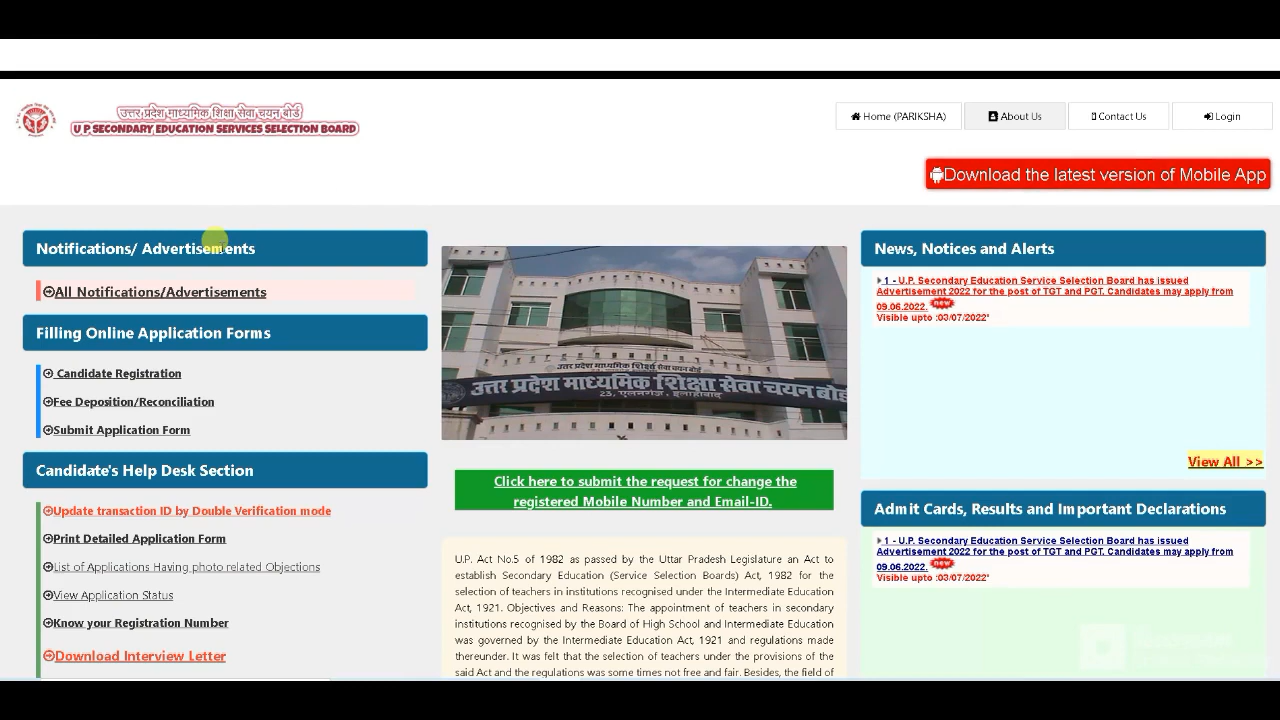 उत्तर प्रदेश माध्यमिक शिक्षा सेवा चयन बोर्ड
U P SECONDARY EDUCATION SERVICES SELECTION BOARD
Home (PARIKSHA)
About Us
Contact Us
Login
Download the latest version of Mobile App
Notifications/ Advertisements
All Notifications/Advertisements
Filling Online Application Forms
Candidate Registration
Fee Deposition/Reconciliation
Submit Application Form
Candidate's Help Desk Section
Update transaction ID by Double Verification mode
Print Detailed Application Form
List of Applications Having photo related Objections
View Application Status
Know your Registration Number
Download Interview Letter
उत्तर प्रदेश माध्यमिक शिक्षा सेवा चयन बोर्ड
उत्तर प्रदेश माध्यमिक शिक्षा सेवा चयन बोर्ड
23, एलनगंज, इलाहाबाद
Click here to submit the request for change the
registered Mobile Number and Email-ID.
U.P. Act No.5 of 1982 as passed by the Uttar Pradesh Legislature an Act to
establish Secondary Education (Service Selection Boards) Act, 1982 for the
selection of teachers in institutions recognised under the Intermediate Education
Act, 1921. Objectives and Reasons: The appointment of teachers in secondary
institutions recognised by the Board of High School and Intermediate Education
was governed by the Intermediate Education Act, 1921 and regulations made
thereunder. It was felt that the selection of teachers under the provisions of the
said Act and the regulations was some times not free and fair. Besides, the field of
News, Notices and Alerts
1 - U.P. Secondary Education Service Selection Board has issued
Advertisement 2022 for the post of TGT and PGT. Candidates may apply from
09.06.2022. new
Visible upto :03/07/2022*
View All >>
Admit Cards, Results and Important Declarations
1 - U.P. Secondary Education Service Selection Board has issued
Advertisement 2022 for the post of TGT and PGT. Candidates may apply from
09.06.2022. new
Visible upto :03/07/2022*